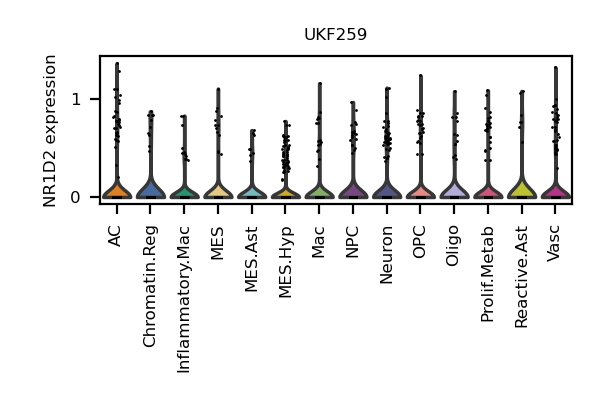 UKF259
NR1D2 expression
1
0
AC
Chromatin.Reg
Inflammatory.Mac
MES
MES.Ast
MES.Hyp
Mac
NPC
Neuron
OPC
Oligo
Prolif.Metab
Reactive.Ast
Vasc